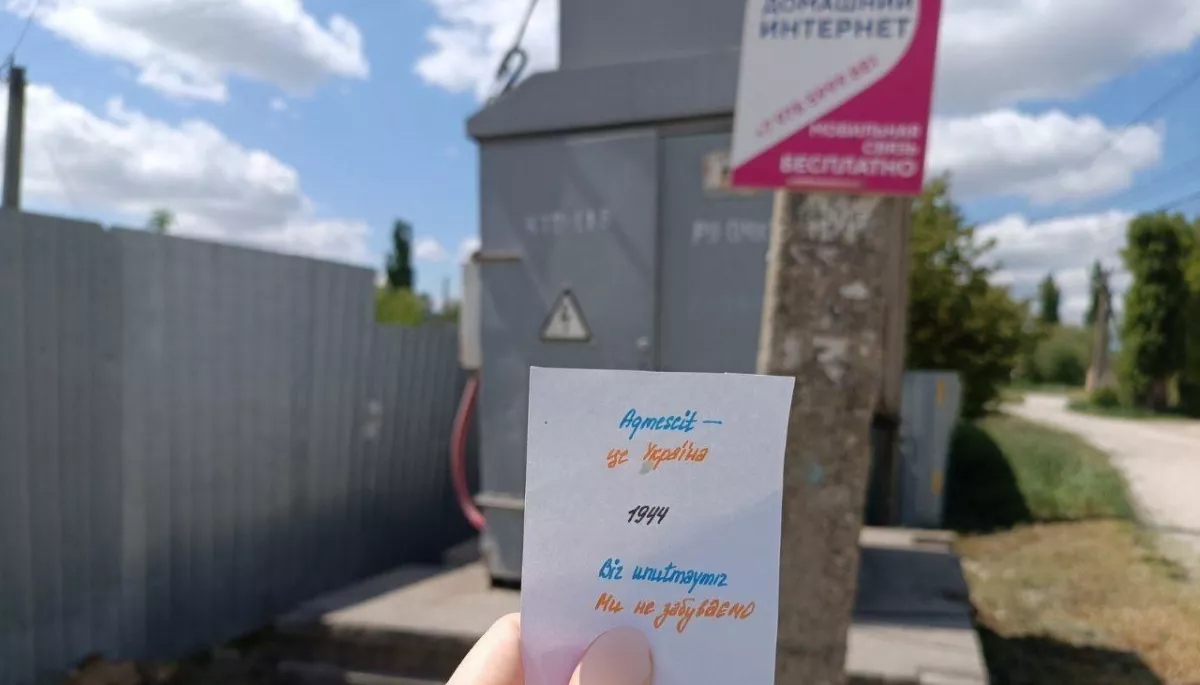 ДОМАШНИЙ
ИНТЕРНЕТ
МОБИЛЬНАЯ
СВЯЗЬ
БЕСПЛАТНО
Aqmescit —
це Україна
1944
Biz unutmaymız
Ми не забуваємо